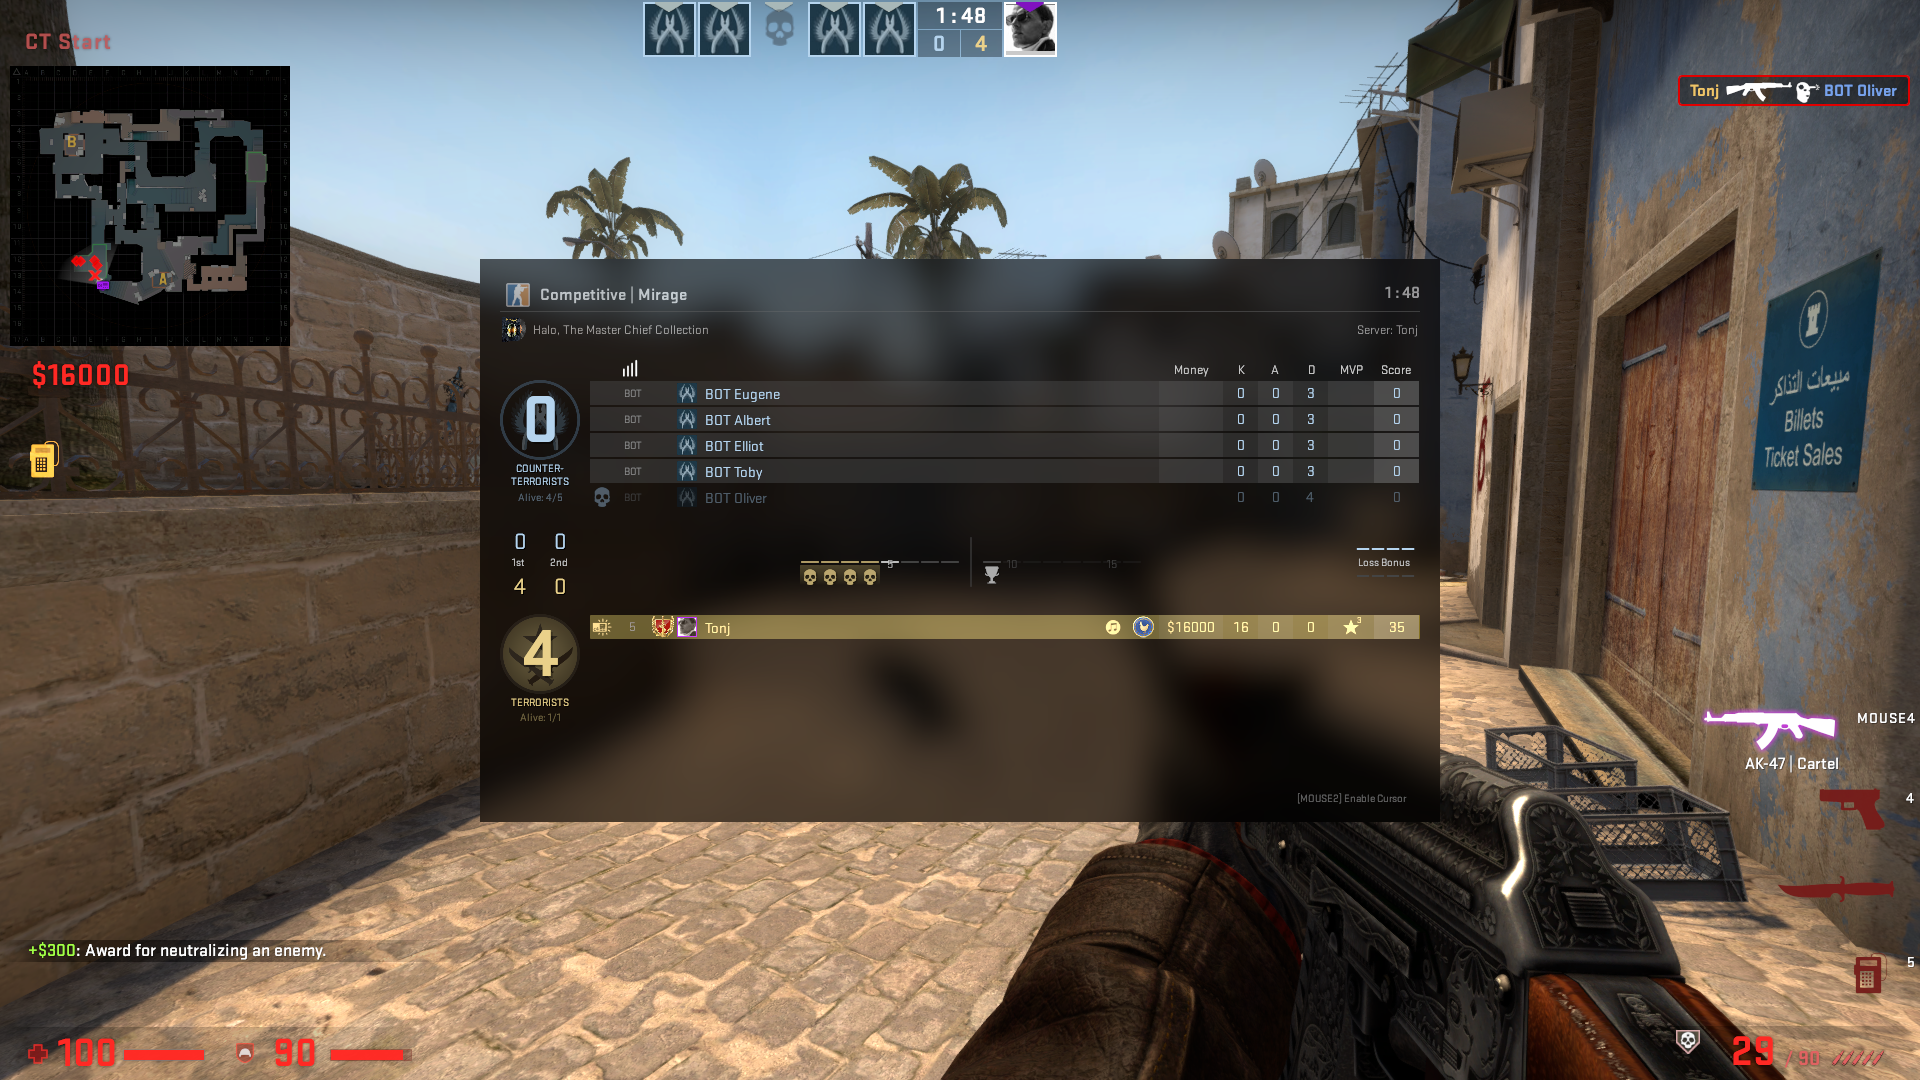 CT Start
1:48
0 4
Tonj BOT Oliver
B
A
$16000
Competitive | Mirage 1:48
Halo, The Master Chief Collection Server: Tonj
Money K A D MVP Score
BOT BOT Eugene 0 0 3 0
BOT BOT Albert 0 0 3 0
BOT BOT Elliot 0 0 3 0
BOT BOT Toby 0 0 3 0
BOT BOT Oliver 0 0 4 0
0
COUNTER-
TERRORISTS
Alive: 4/5
0 0
1st 2nd
4 0
5 10 15
Loss Bonus
5 Tonj $16000 16 0 0 3 35
4
TERRORISTS
Alive: 1/1
[MOUSE2] Enable Cursor
مبيعات التذاكر
Billets
Ticket Sales
MOUSE4
AK-47 | Cartel
4
5
+$300: Award for neutralizing an enemy.
100 90
29 / 90